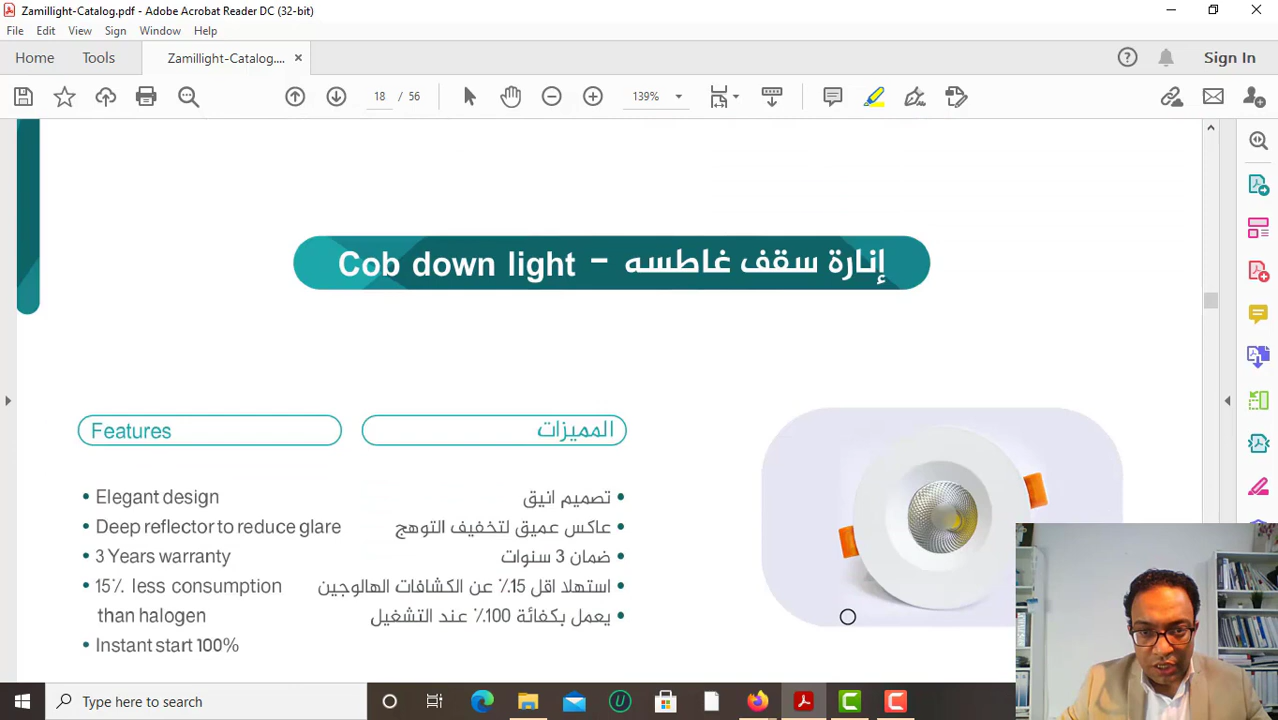 Zamillight-Catalog.pdf - Adobe Acrobat Reader DC (32-bit)
File Edit View Sign Window Help
Home Tools Zamillight-Catalog.... × Sign In
18 / 56 139%
Cob down light – إنارة سقف غاطسه
Features المميزات
• Elegant design
• Deep reflector to reduce glare
• 3 Years warranty
• 15٪ less consumption
than halogen
• Instant start 100%
• تصميم انيق
• عاكس عميق لتخفيف التوهج
• ضمان 3 سنوات
• استهلا اقل 15٪ عن الكشافات الهالوجين
• يعمل بكفائة 100٪ عند التشغيل
Type here to search